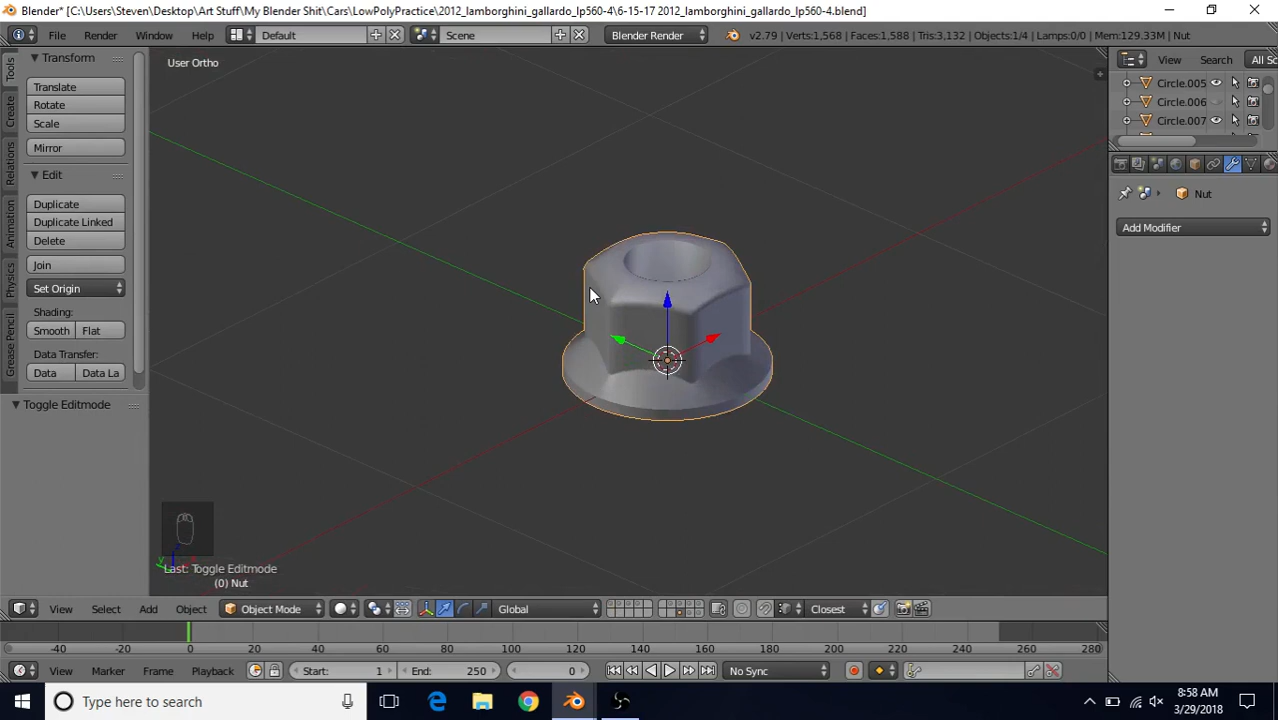 Blender* [C:\Users\Steven\Desktop\Art Stuff\My Blender Shit\Cars\LowPolyPractice\2012_lamborghini_gallardo_lp560-4\6-15-17 2012_lamborghini_gallardo_lp560-4.blend]
File Render Window Help Default Scene Blender Render v2.79 | Verts:1,568 | Faces:1,588 | Tris:3,132 | Objects:1/4 | Lamps:0/0 | Mem:129.33M | Nut
Tools
Create
Relations
Animation
Physics
Grease Pencil
Transform
Translate
Rotate
Scale
Mirror
Edit
Duplicate
Duplicate Linked
Delete
Join
Set Origin
Shading:
Smooth Flat
Data Transfer:
Data Data La
Toggle Editmode
User Ortho
Last: Toggle Editmode
(0) Nut
View Search All Sc
Circle.005
Circle.006
Circle.007
Nut
Add Modifier
View Select Add Object Object Mode Global Closest
-40 -20 0 20 40 60 80 100 120 140 160 180 200 220 240 260 280
View Marker Frame Playback Start: 1 End: 250 0 No Sync
Type here to search
8:58 AM
3/29/2018